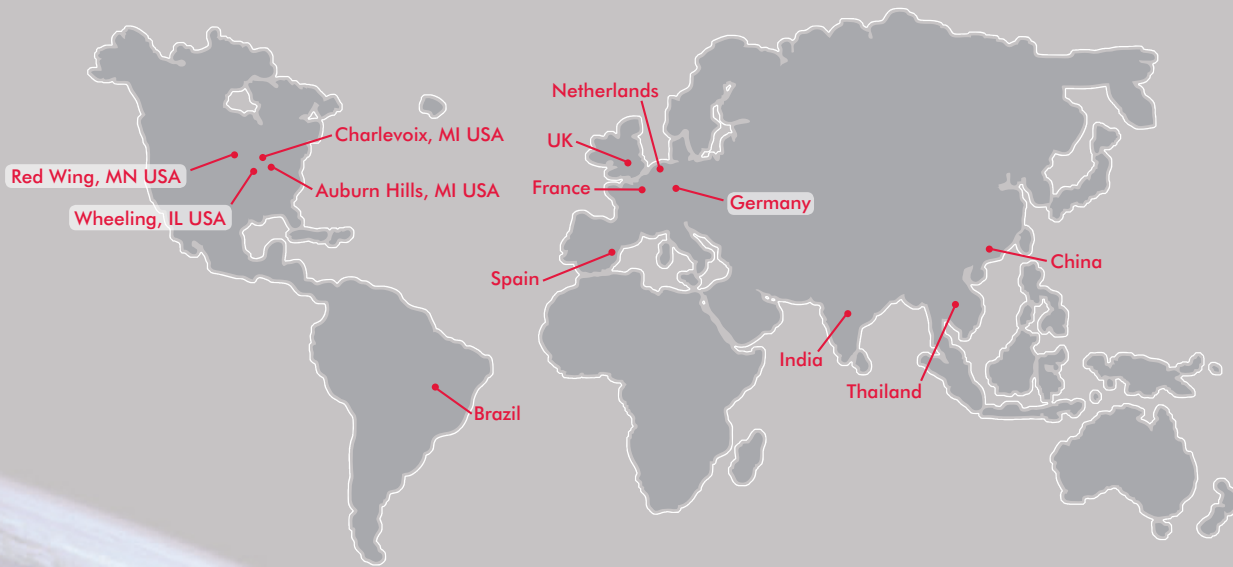 Netherlands
Charlevoix, MI USA
UK
Red Wing, MN USA
France
Auburn Hills, MI USA
Germany
Wheeling, IL USA
China
Spain
India
Thailand
Brazil